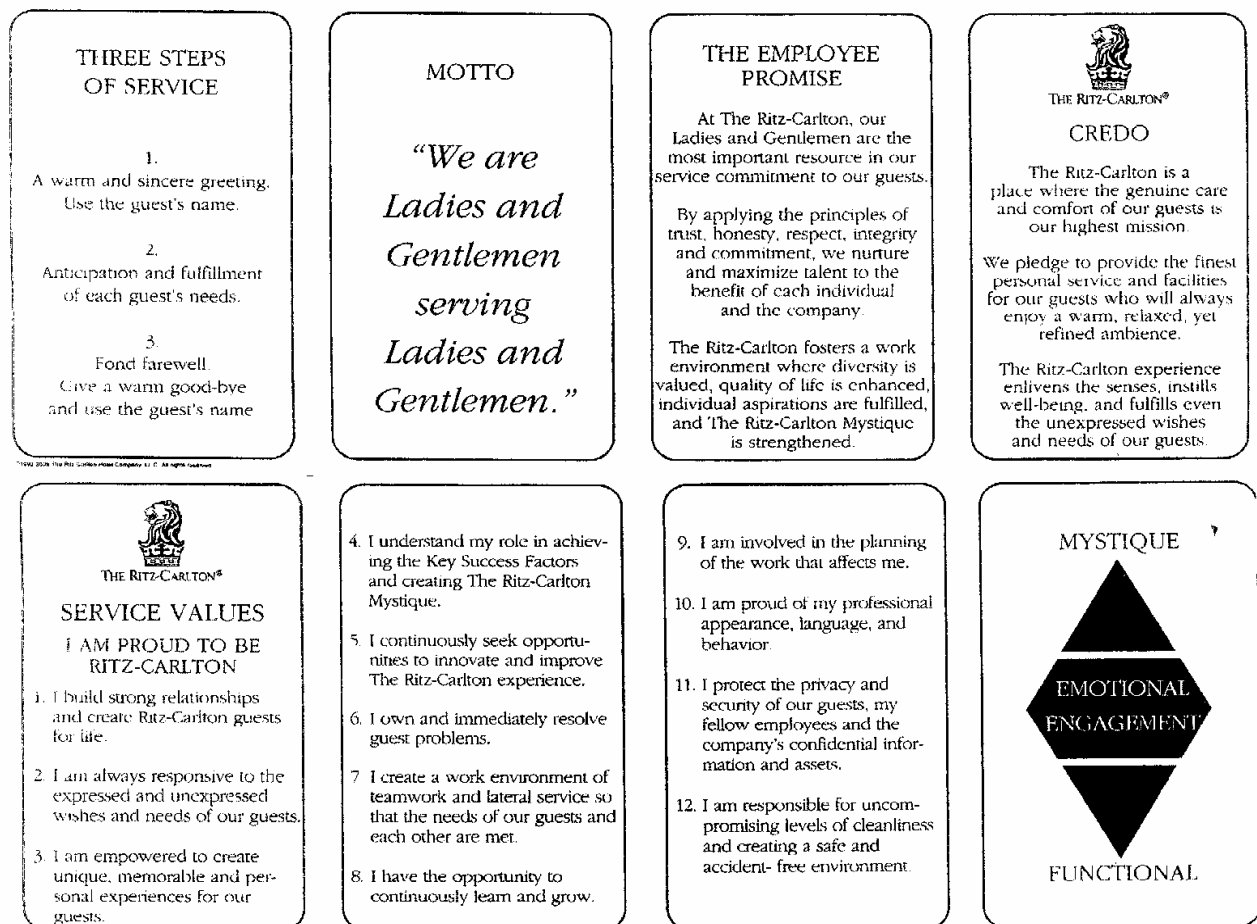 THREE STEPS
OF SERVICE
1.
A warm and sincere greeting.
Use the guest's name.
2.
Anticipation and fulfillment
of each guest's needs.
3.
Fond farewell.
Give a warm good-bye
and use the guest's name
MOTTO
"We are
Ladies and
Gentlemen
serving
Ladies and
Gentlemen."
THE EMPLOYEE
PROMISE
At The Ritz-Carlton, our
Ladies and Gentlemen are the
most important resource in our
service commitment to our guests.
By applying the principles of
trust, honesty, respect, integrity
and commitment, we nurture
and maximize talent to the
benefit of each individual
and the company.
The Ritz-Carlton fosters a work
environment where diversity is
valued, quality of life is enhanced,
individual aspirations are fulfilled,
and The Ritz-Carlton Mystique
is strengthened.
THE RITZ-CARLTON®
CREDO
The Ritz-Carlton is a
place where the genuine care
and comfort of our guests is
our highest mission.
We pledge to provide the finest
personal service and facilities
for our guests who will always
enjoy a warm, relaxed, yet
refined ambience.
The Ritz-Carlton experience
enlivens the senses, instills
well-being, and fulfills even
the unexpressed wishes
and needs of our guests.
The Ritz-Carlton Hotel Company, L.L.C. All rights reserved.
THE RITZ-CARLTON®
SERVICE VALUES
I AM PROUD TO BE
RITZ-CARLTON
1. I build strong relationships
and create Ritz-Carlton guests
for life.
2. I am always responsive to the
expressed and unexpressed
wishes and needs of our guests.
3. I am empowered to create
unique, memorable and per-
sonal experiences for our
guests.
4. I understand my role in achiev-
ing the Key Success Factors
and creating The Ritz-Carlton
Mystique.
5. I continuously seek opportu-
nities to innovate and improve
The Ritz-Carlton experience.
6. I own and immediately resolve
guest problems.
7 I create a work environment of
teamwork and lateral service so
that the needs of our guests and
each other are met.
8. I have the opportunity to
continuously learn and grow.
9. I am involved in the planning
of the work that affects me.
10. I am proud of my professional
appearance, language, and
behavior.
11. I protect the privacy and
security of our guests, my
fellow employees and the
company's confidential infor-
mation and assets.
12. I am responsible for uncom-
promising levels of cleanliness
and creating a safe and
accident- free environment.
MYSTIQUE
EMOTIONAL
ENGAGEMENT
FUNCTIONAL